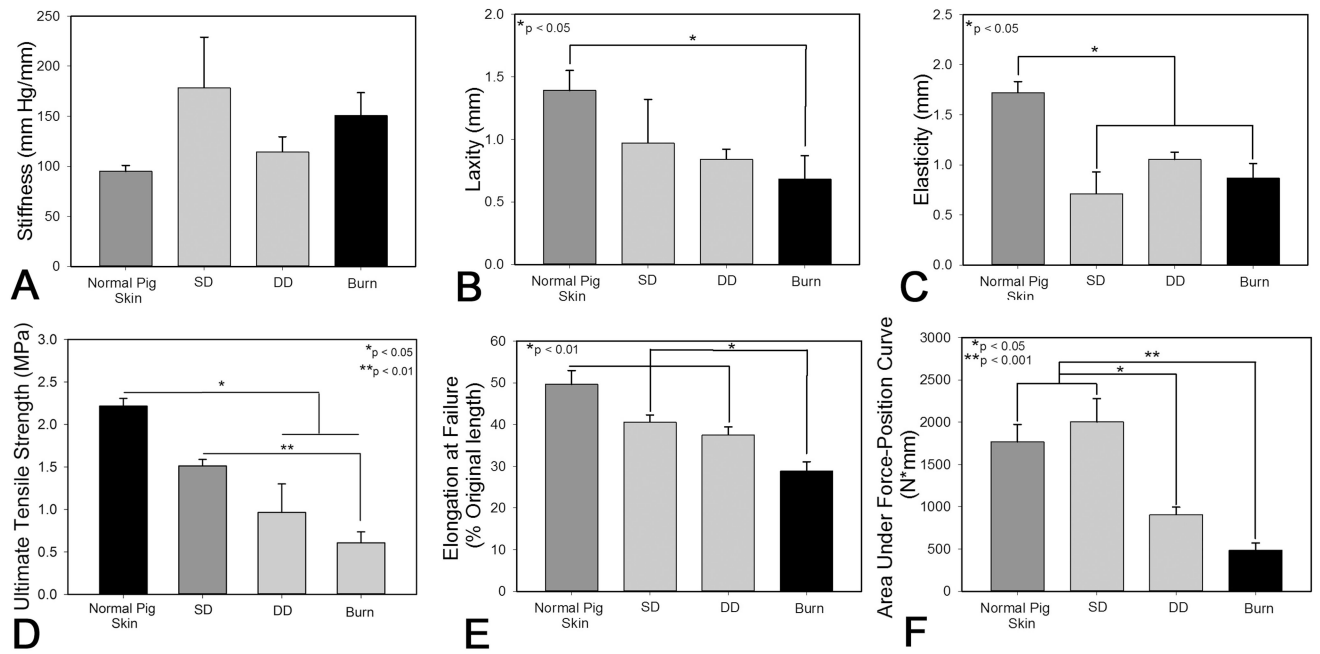 Stiffness (mm Hg/mm)
250
200
150
100
50
0
Normal Pig
Skin
SD
DD
Burn
A
Laxity (mm)
2.0
1.5
1.0
0.5
0.0
*p < 0.05
*
Normal Pig
Skin
SD
DD
Burn
B
Elasticity (mm)
2.5
2.0
1.5
1.0
0.5
0.0
*p < 0.05
*
Normal Pig
Skin
SD
DD
Burn
C
Ultimate Tensile Strength (MPa)
3.0
2.5
2.0
1.5
1.0
0.5
0.0
*p < 0.05
**p < 0.01
*
**
Normal Pig
Skin
SD
DD
Burn
D
Elongation at Failure
(% Original length)
60
50
40
30
20
10
0
*p < 0.01
*
Normal Pig
Skin
SD
DD
Burn
E
Area Under Force-Position Curve
(N*mm)
3000
2500
2000
1500
1000
500
0
*p < 0.05
**p < 0.001
**
*
Normal Pig
Skin
SD
DD
Burn
F